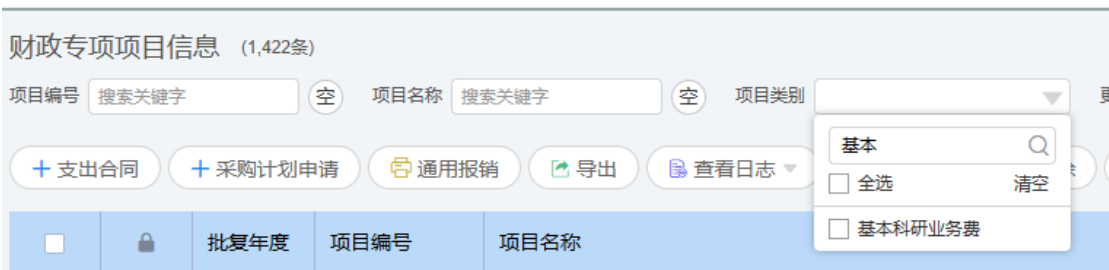 财政专项项目信息 (1,422条)
项目编号 搜索关键字 空 项目名称 搜索关键字 空 项目类别
基本
支出合同 采购计划申请 通用报销 导出 查看日志
全选 清空
基本科研业务费
批复年度 项目编号 项目名称